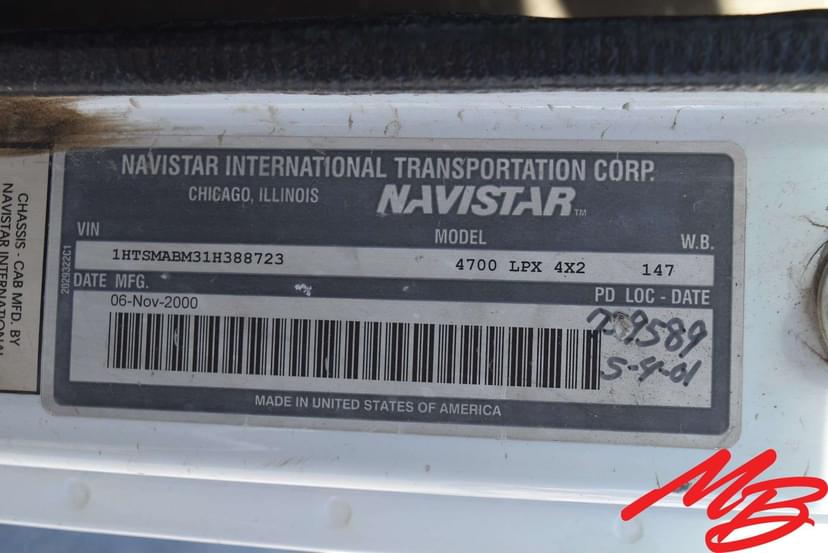 NAVISTAR INTERNATIONAL TRANSPORTATION CORP.
CHICAGO, ILLINOIS NAVISTAR TM
VIN MODEL W.B.
1HTSMABM31H388723 4700 LPX 4X2 147
DATE MFG. PD LOC - DATE
06-Nov-2000
5-4-01
MADE IN UNITED STATES OF AMERICA
2029322C1
CHASSIS - CAB MFD. BY
NAVISTAR INTERNATIONAL
MB